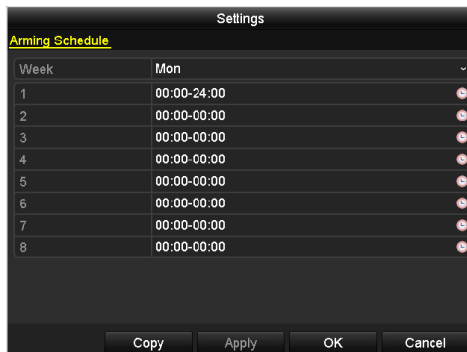 Settings
Arming Schedule
Week Mon
1 00:00-24:00
2 00:00-00:00
3 00:00-00:00
4 00:00-00:00
5 00:00-00:00
6 00:00-00:00
7 00:00-00:00
8 00:00-00:00
Copy Apply OK Cancel